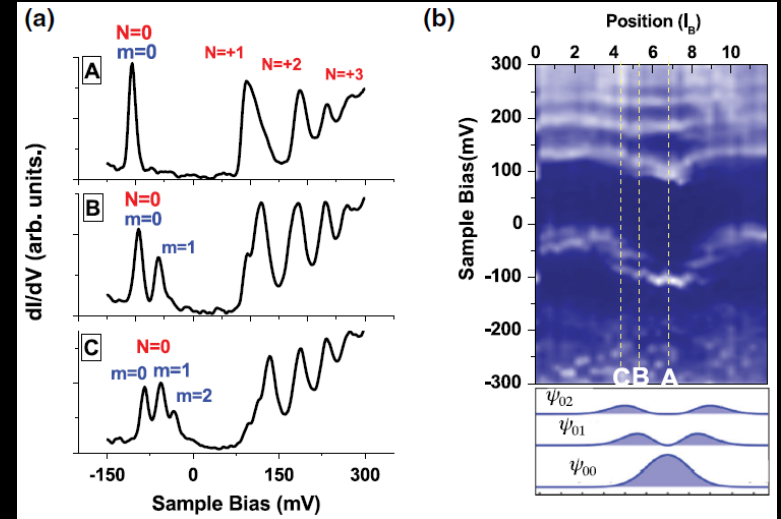 (a)
dI/dV (arb. units.)
A
N=0
m=0
N=+1
N=+2
N=+3
B
N=0
m=0
m=1
C
N=0
m=0
m=1
m=2
-150 0 150 300
Sample Bias (mV)
(b)
Position (l_B)
0 2 4 6 8 10
Sample Bias(mV)
300
200
100
0
-100
-200
-300
C B A
ψ02
ψ01
ψ00